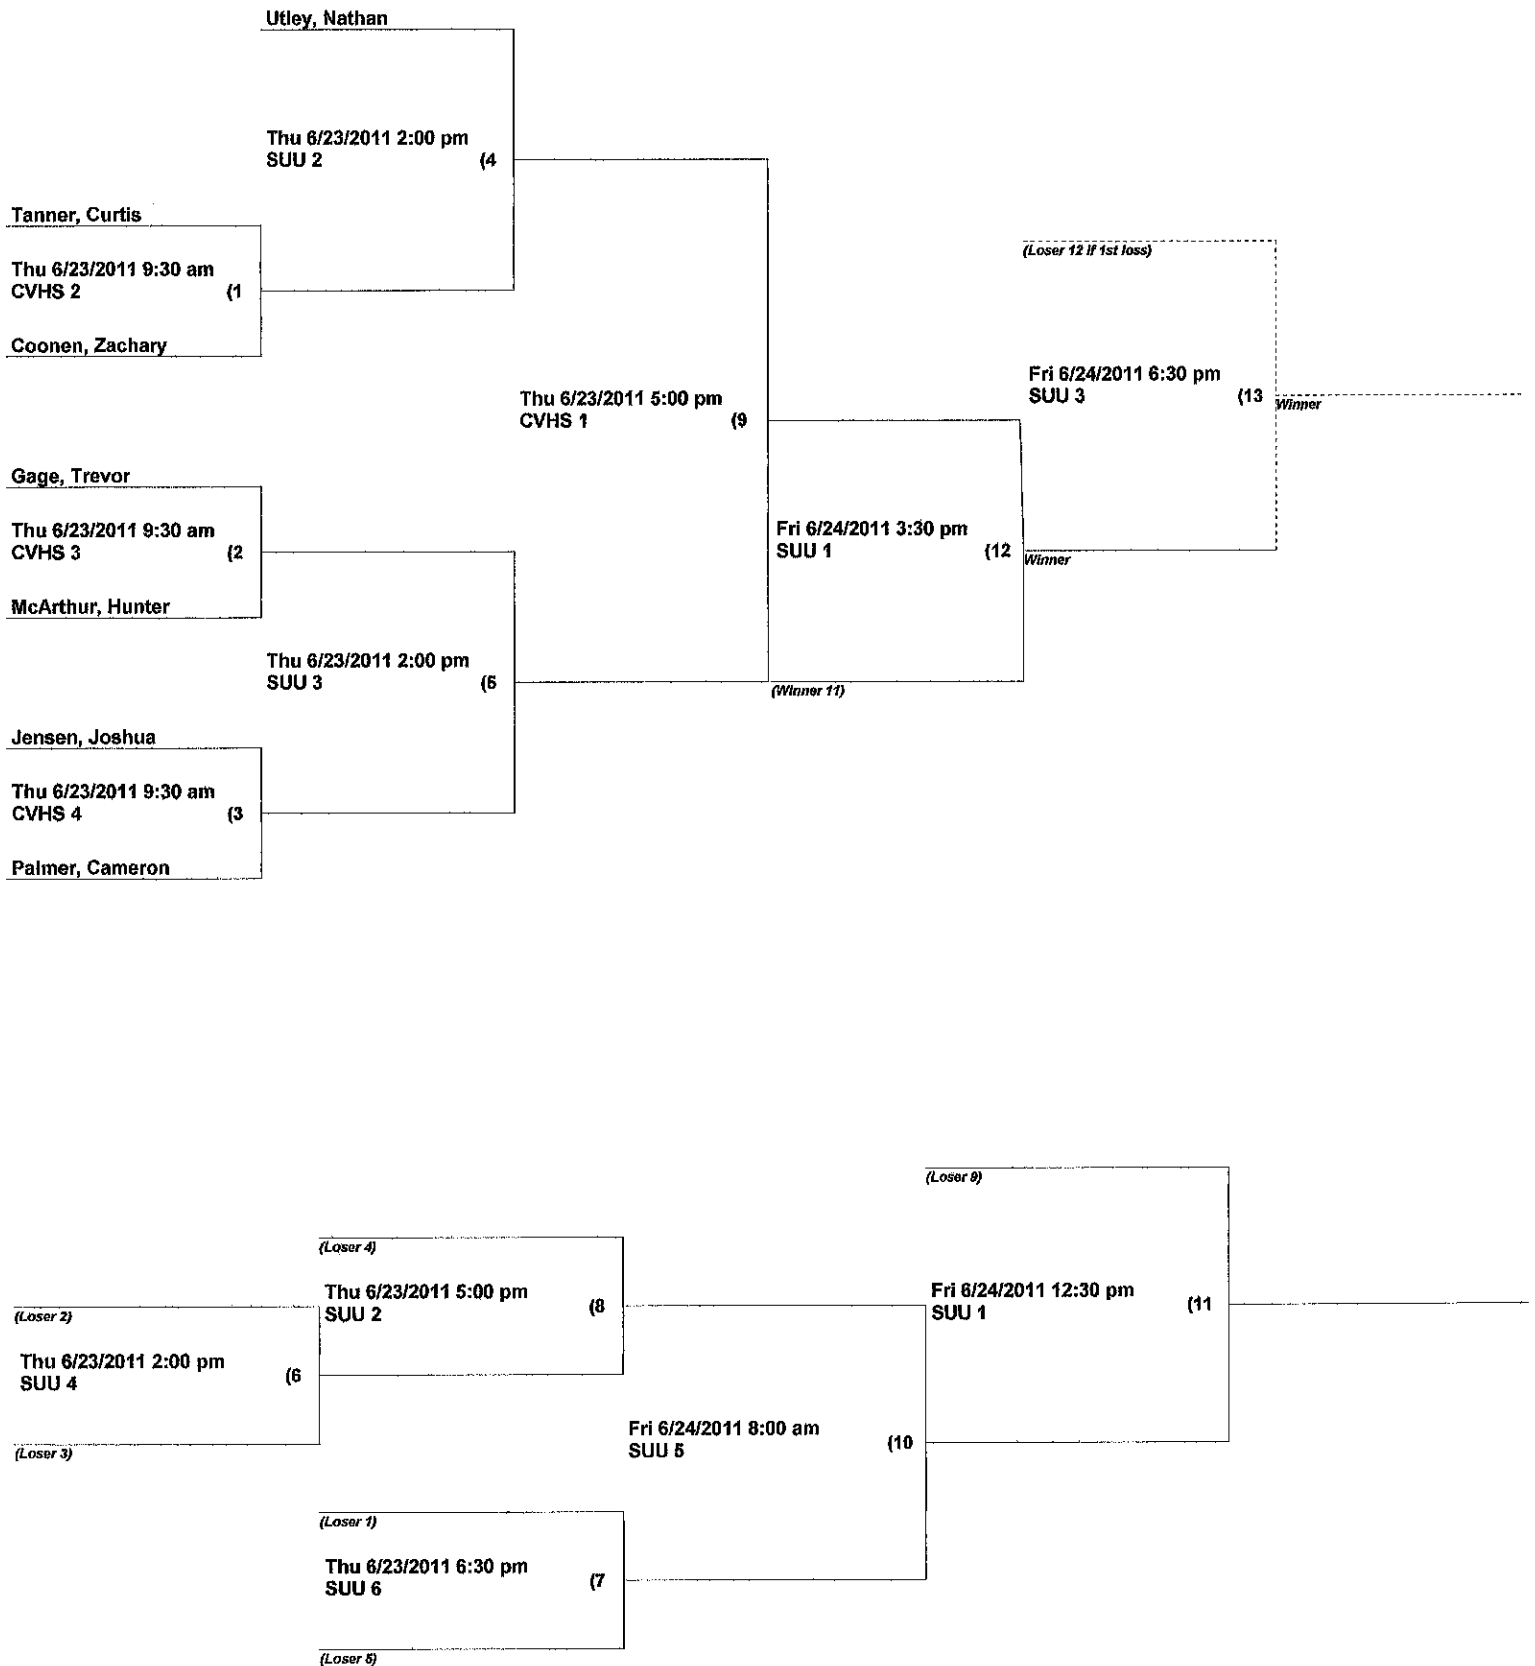 Utley, Nathan
Thu 6/23/2011 2:00 pm
SUU 2 (4
Tanner, Curtis
Thu 6/23/2011 9:30 am
CVHS 2 (1
Coonen, Zachary
(Loser 12 if 1st loss)
Fri 6/24/2011 6:30 pm
SUU 3 (13
Winner
Thu 6/23/2011 5:00 pm
CVHS 1 (9
Gage, Trevor
Thu 6/23/2011 9:30 am
CVHS 3 (2
McArthur, Hunter
Fri 6/24/2011 3:30 pm
SUU 1 (12
Winner
Thu 6/23/2011 2:00 pm
SUU 3 (5
(Winner 11)
Jensen, Joshua
Thu 6/23/2011 9:30 am
CVHS 4 (3
Palmer, Cameron
(Loser 9)
(Loser 4)
Thu 6/23/2011 5:00 pm
SUU 2 (8
Fri 6/24/2011 12:30 pm
SUU 1 (11
(Loser 2)
Thu 6/23/2011 2:00 pm
SUU 4 (6
(Loser 3)
Fri 6/24/2011 8:00 am
SUU 5 (10
(Loser 1)
Thu 6/23/2011 6:30 pm
SUU 6 (7
(Loser 5)